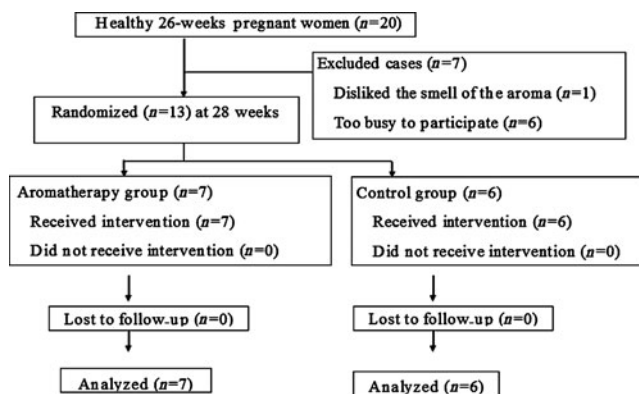 Healthy 26-weeks pregnant women (n=20)
Excluded cases (n=7)
Disliked the smell of the aroma (n=1)
Too busy to participate (n=6)
Randomized (n=13) at 28 weeks
Aromatherapy group (n=7)
Received intervention (n=7)
Did not receive intervention (n=0)
Control group (n=6)
Received intervention (n=6)
Did not receive intervention (n=0)
Lost to follow-up (n=0)
Lost to follow-up (n=0)
Analyzed (n=7)
Analyzed (n=6)